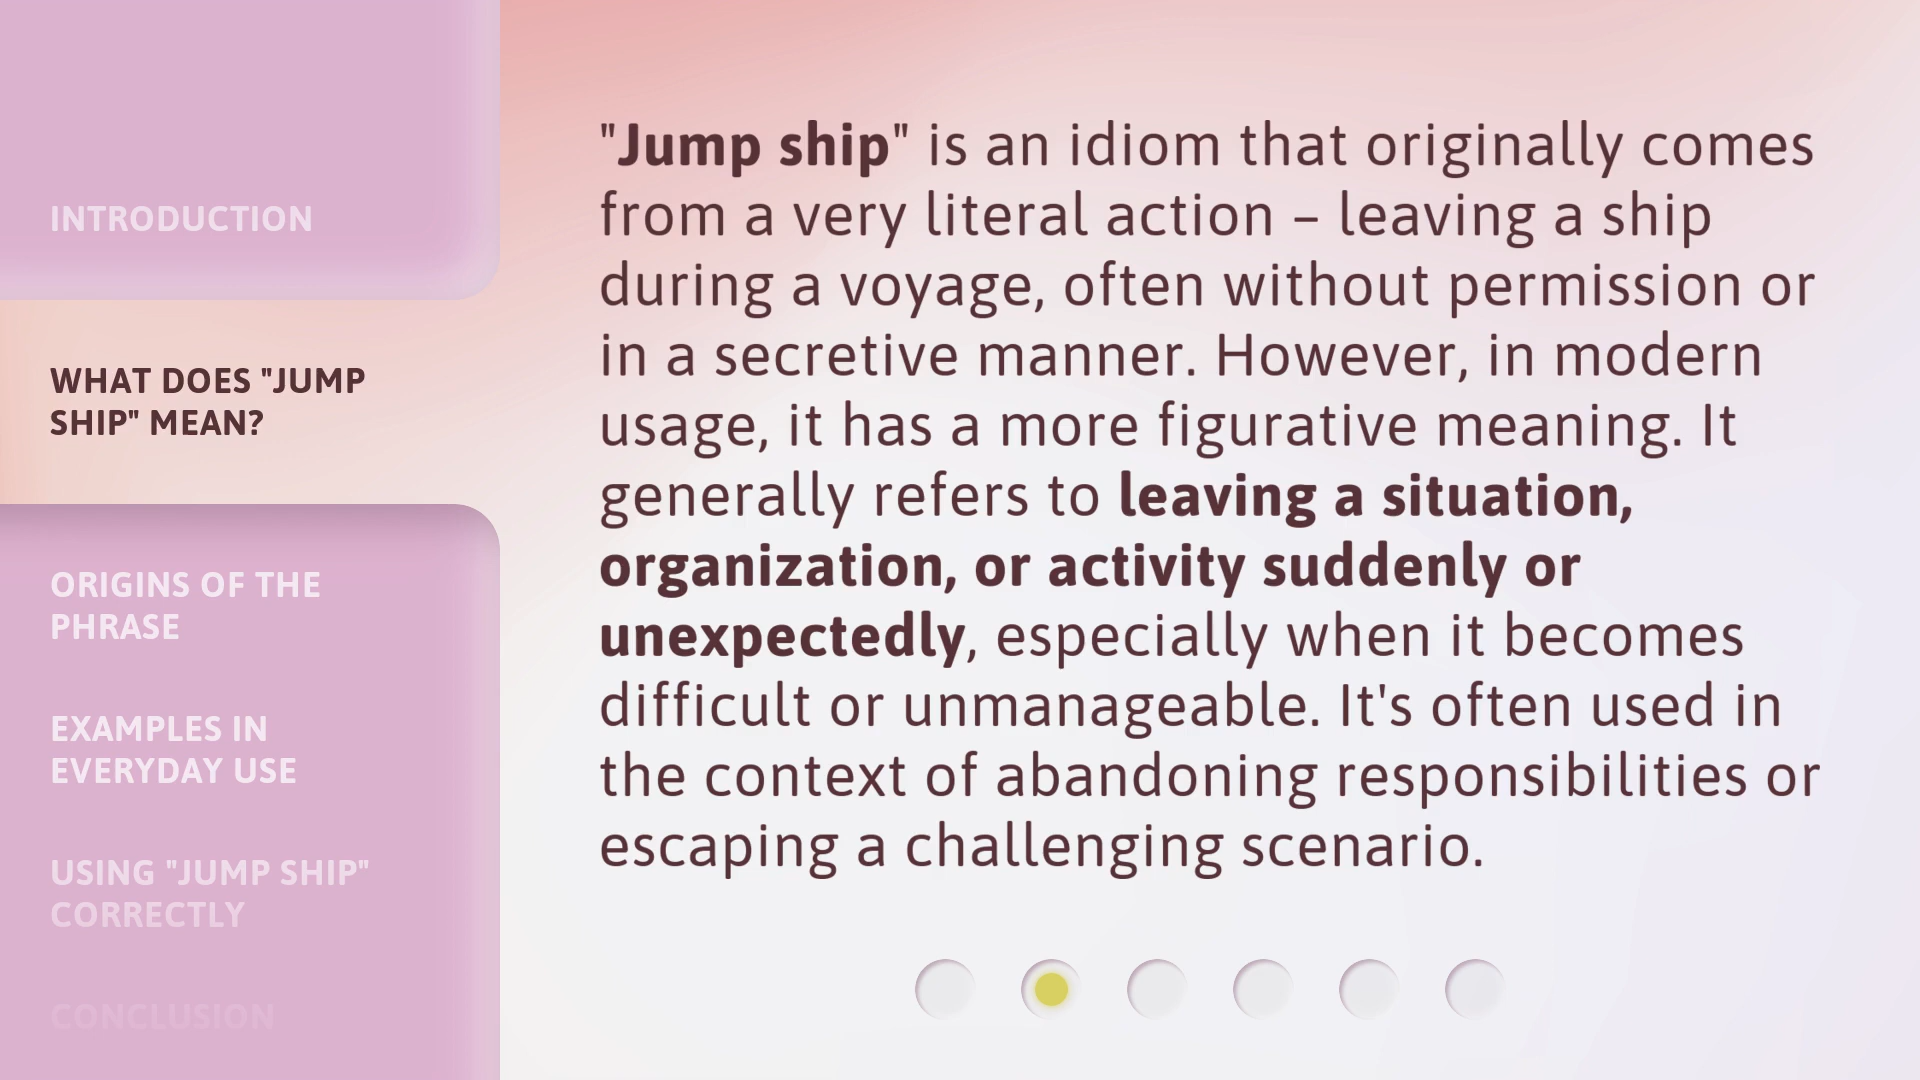 INTRODUCTION
WHAT DOES "JUMP
SHIP" MEAN?
ORIGINS OF THE
PHRASE
EXAMPLES IN
EVERYDAY USE
USING "JUMP SHIP"
CORRECTLY
CONCLUSION
"Jump ship" is an idiom that originally comes
from a very literal action – leaving a ship
during a voyage, often without permission or
in a secretive manner. However, in modern
usage, it has a more figurative meaning. It
generally refers to leaving a situation,
organization, or activity suddenly or
unexpectedly, especially when it becomes
difficult or unmanageable. It's often used in
the context of abandoning responsibilities or
escaping a challenging scenario.